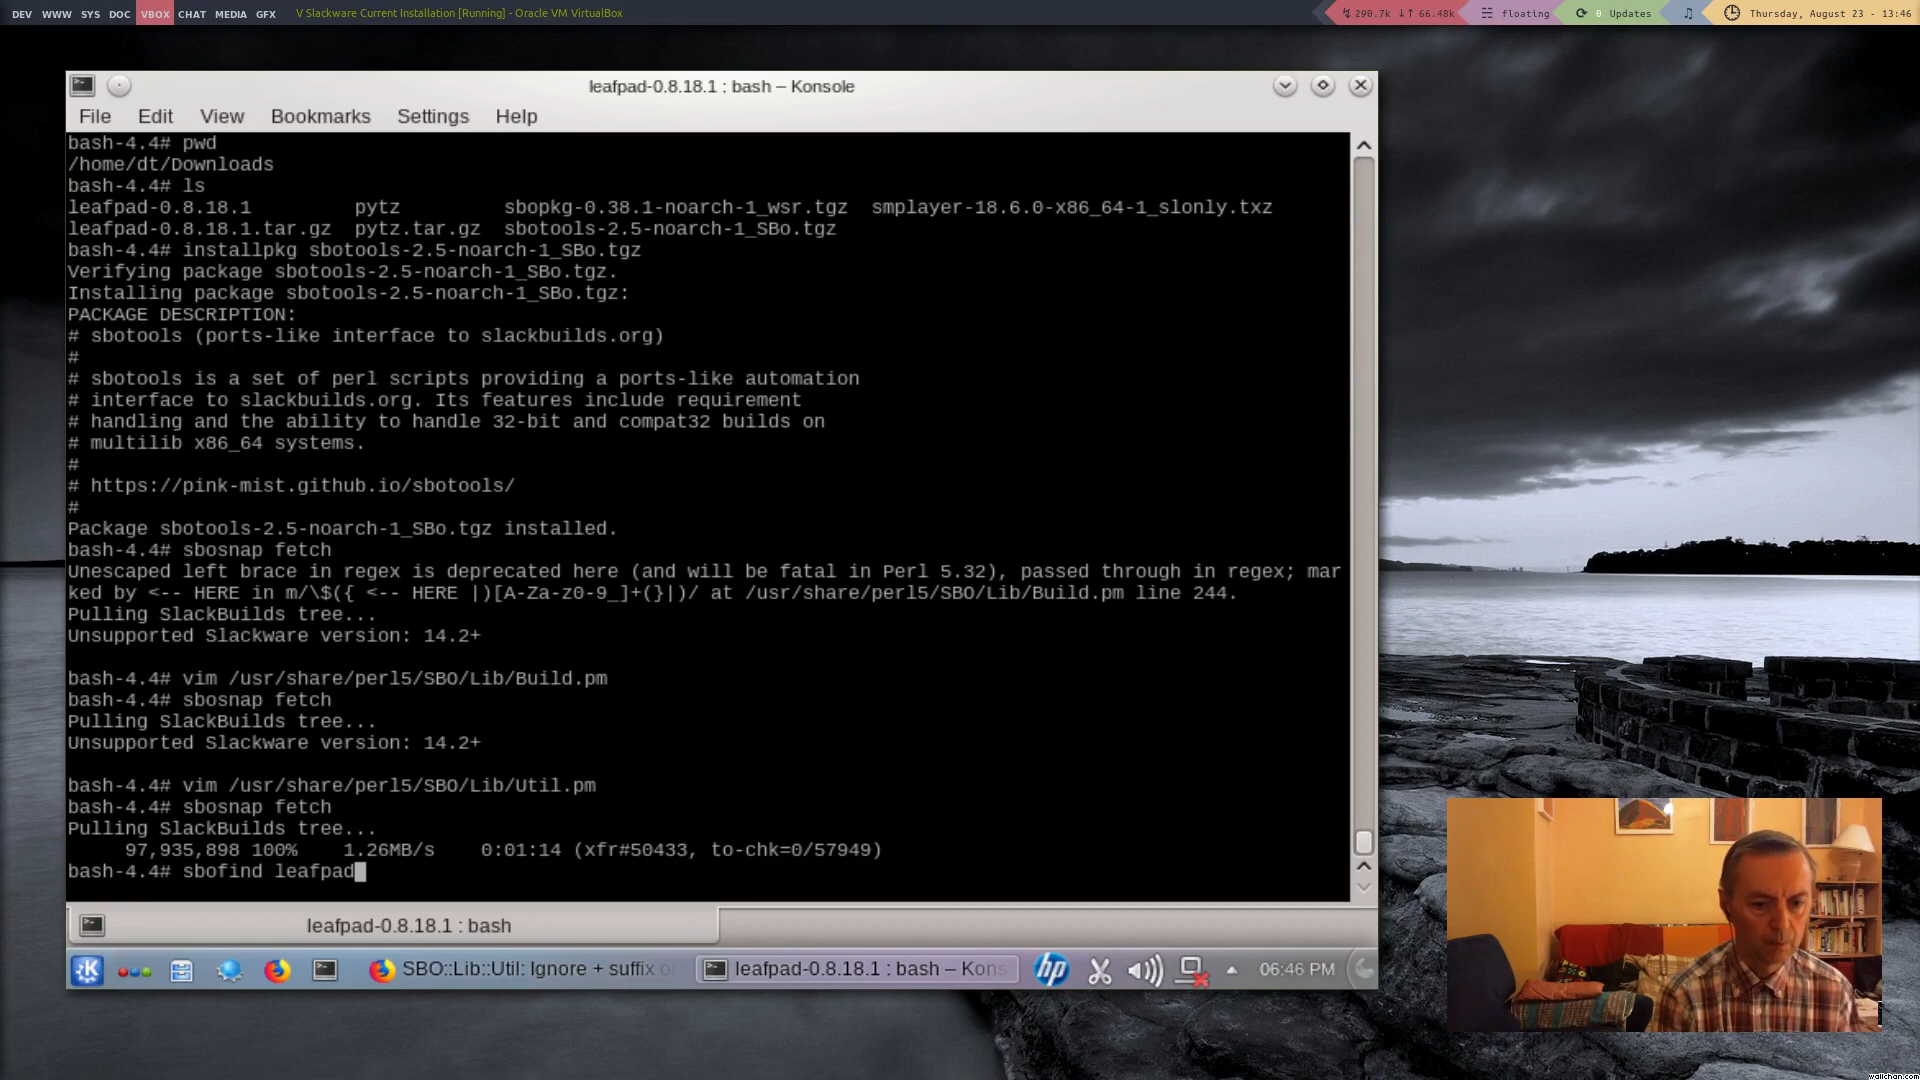 DEV WWW SYS DOC VBOX CHAT MEDIA GFX V Slackware Current Installation [Running] - Oracle VM VirtualBox 290.7k ↓↑ 66.48k floating 0 Updates Thursday, August 23 - 13:46
leafpad-0.8.18.1 : bash – Konsole
File Edit View Bookmarks Settings Help
bash-4.4# pwd
/home/dt/Downloads
bash-4.4# ls
leafpad-0.8.18.1 pytz sbopkg-0.38.1-noarch-1_wsr.tgz smplayer-18.6.0-x86_64-1_slonly.txz
leafpad-0.8.18.1.tar.gz pytz.tar.gz sbotools-2.5-noarch-1_SBo.tgz
bash-4.4# installpkg sbotools-2.5-noarch-1_SBo.tgz
Verifying package sbotools-2.5-noarch-1_SBo.tgz.
Installing package sbotools-2.5-noarch-1_SBo.tgz:
PACKAGE DESCRIPTION:
# sbotools (ports-like interface to slackbuilds.org)
#
# sbotools is a set of perl scripts providing a ports-like automation
# interface to slackbuilds.org. Its features include requirement
# handling and the ability to handle 32-bit and compat32 builds on
# multilib x86_64 systems.
#
# https://pink-mist.github.io/sbotools/
#
Package sbotools-2.5-noarch-1_SBo.tgz installed.
bash-4.4# sbosnap fetch
Unescaped left brace in regex is deprecated here (and will be fatal in Perl 5.32), passed through in regex; mar
ked by <-- HERE in m/\$({ <-- HERE |)[A-Za-z0-9_]+(}|)/ at /usr/share/perl5/SBO/Lib/Build.pm line 244.
Pulling SlackBuilds tree...
Unsupported Slackware version: 14.2+
bash-4.4# vim /usr/share/perl5/SBO/Lib/Build.pm
bash-4.4# sbosnap fetch
Pulling SlackBuilds tree...
Unsupported Slackware version: 14.2+
bash-4.4# vim /usr/share/perl5/SBO/Lib/Util.pm
bash-4.4# sbosnap fetch
Pulling SlackBuilds tree...
97,935,898 100% 1.26MB/s 0:01:14 (xfr#50433, to-chk=0/57949)
bash-4.4# sbofind leafpad
leafpad-0.8.18.1 : bash
SBO::Lib::Util: Ignore + suffix o leafpad-0.8.18.1 : bash – Kons hp 06:46 PM
wallchan.com